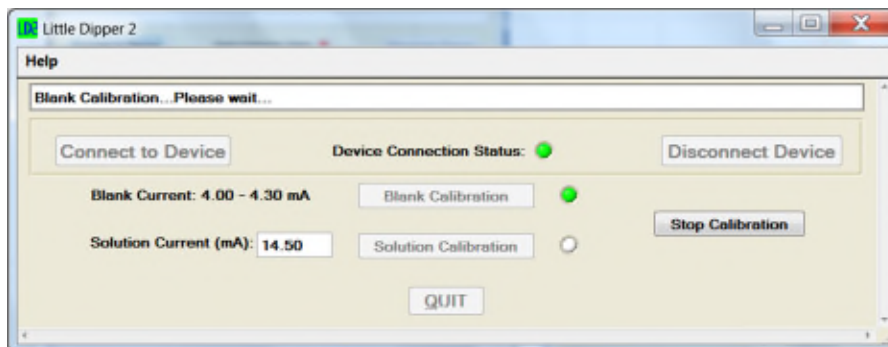 LD2 Little Dipper 2
Help
Blank Calibration...Please wait...
Connect to Device Device Connection Status: Disconnect Device
Blank Current: 4.00 - 4.30 mA Blank Calibration
Stop Calibration
Solution Current (mA): 14.50 Solution Calibration
QUIT